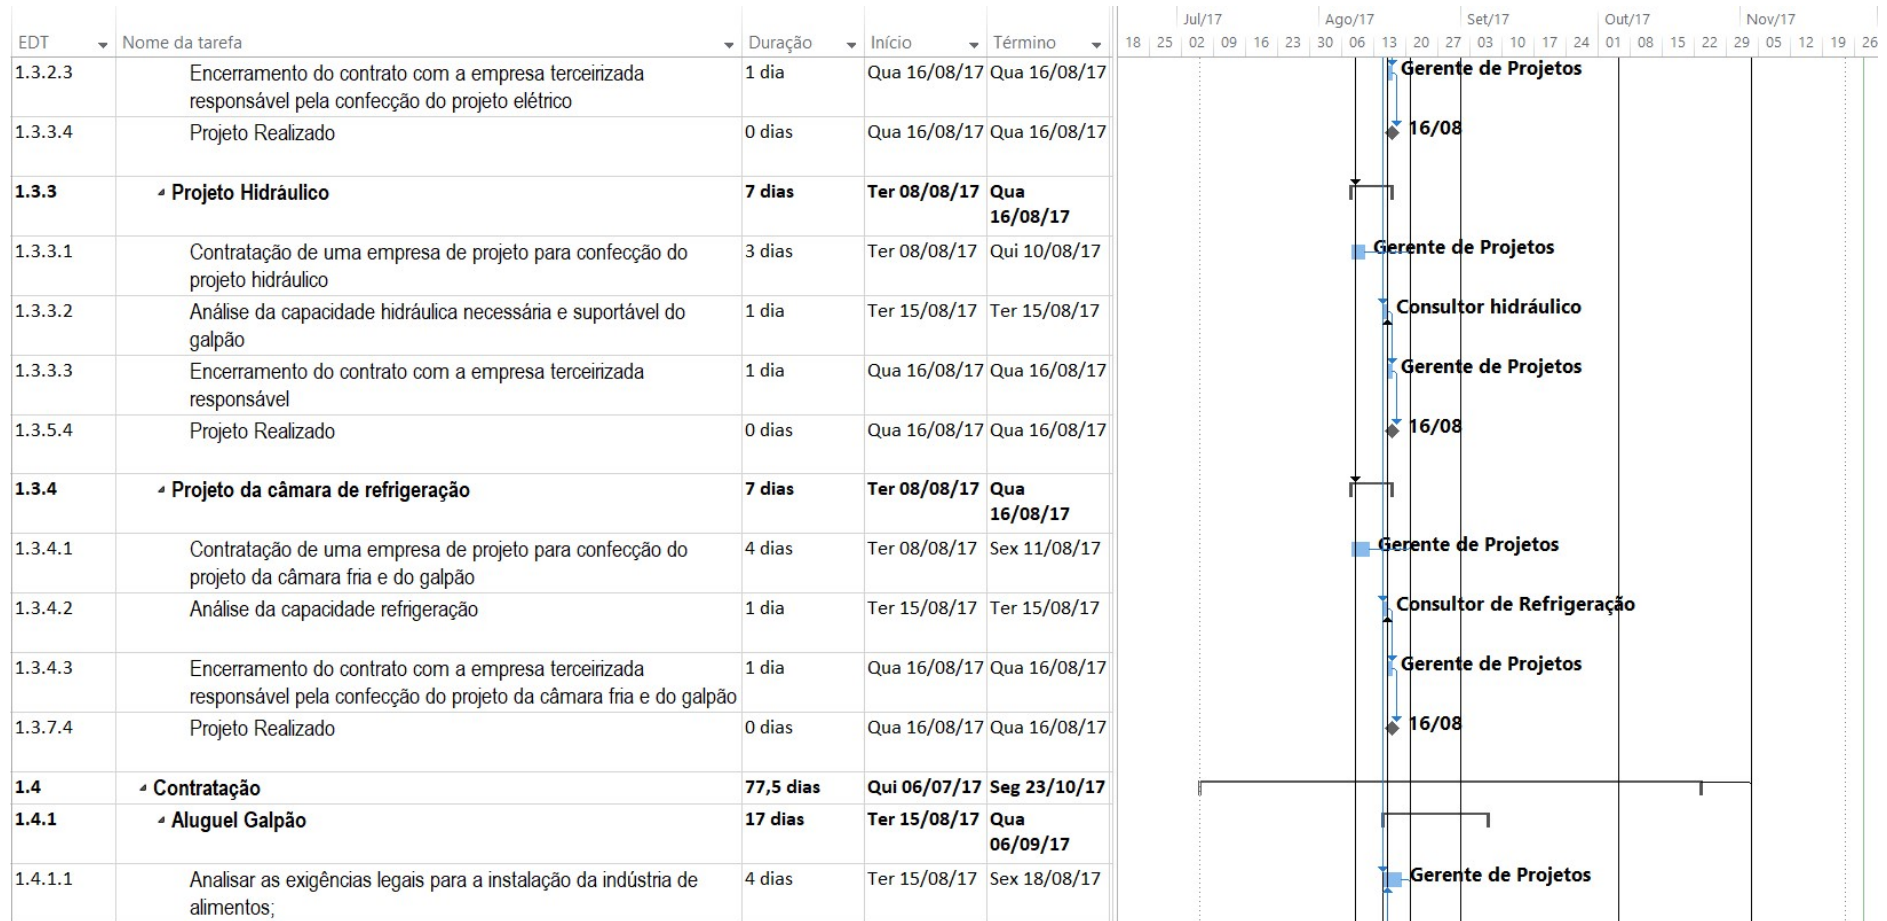 Jul/17 Ago/17 Set/17 Out/17 Nov/17
EDT Nome da tarefa Duração Início Término 18 25 02 09 16 23 30 06 13 20 27 03 10 17 24 01 08 15 22 29 05 12 19 26
1.3.2.3 Encerramento do contrato com a empresa terceirizada 1 dia Qua 16/08/17 Qua 16/08/17 Gerente de Projetos
responsável pela confecção do projeto elétrico
1.3.3.4 Projeto Realizado 0 dias Qua 16/08/17 Qua 16/08/17 16/08
1.3.3 Projeto Hidráulico 7 dias Ter 08/08/17 Qua
16/08/17
1.3.3.1 Contratação de uma empresa de projeto para confecção do 3 dias Ter 08/08/17 Qui 10/08/17 Gerente de Projetos
projeto hidráulico
1.3.3.2 Análise da capacidade hidráulica necessária e suportável do 1 dia Ter 15/08/17 Ter 15/08/17 Consultor hidráulico
galpão
1.3.3.3 Encerramento do contrato com a empresa terceirizada 1 dia Qua 16/08/17 Qua 16/08/17 Gerente de Projetos
responsável
1.3.5.4 Projeto Realizado 0 dias Qua 16/08/17 Qua 16/08/17 16/08
1.3.4 Projeto da câmara de refrigeração 7 dias Ter 08/08/17 Qua
16/08/17
1.3.4.1 Contratação de uma empresa de projeto para confecção do 4 dias Ter 08/08/17 Sex 11/08/17 Gerente de Projetos
projeto da câmara fria e do galpão
1.3.4.2 Análise da capacidade refrigeração 1 dia Ter 15/08/17 Ter 15/08/17 Consultor de Refrigeração
1.3.4.3 Encerramento do contrato com a empresa terceirizada 1 dia Qua 16/08/17 Qua 16/08/17 Gerente de Projetos
responsável pela confecção do projeto da câmara fria e do galpão
1.3.7.4 Projeto Realizado 0 dias Qua 16/08/17 Qua 16/08/17 16/08
1.4 Contratação 77,5 dias Qui 06/07/17 Seg 23/10/17
1.4.1 Aluguel Galpão 17 dias Ter 15/08/17 Qua
06/09/17
1.4.1.1 Analisar as exigências legais para a instalação da indústria de 4 dias Ter 15/08/17 Sex 18/08/17 Gerente de Projetos
alimentos;